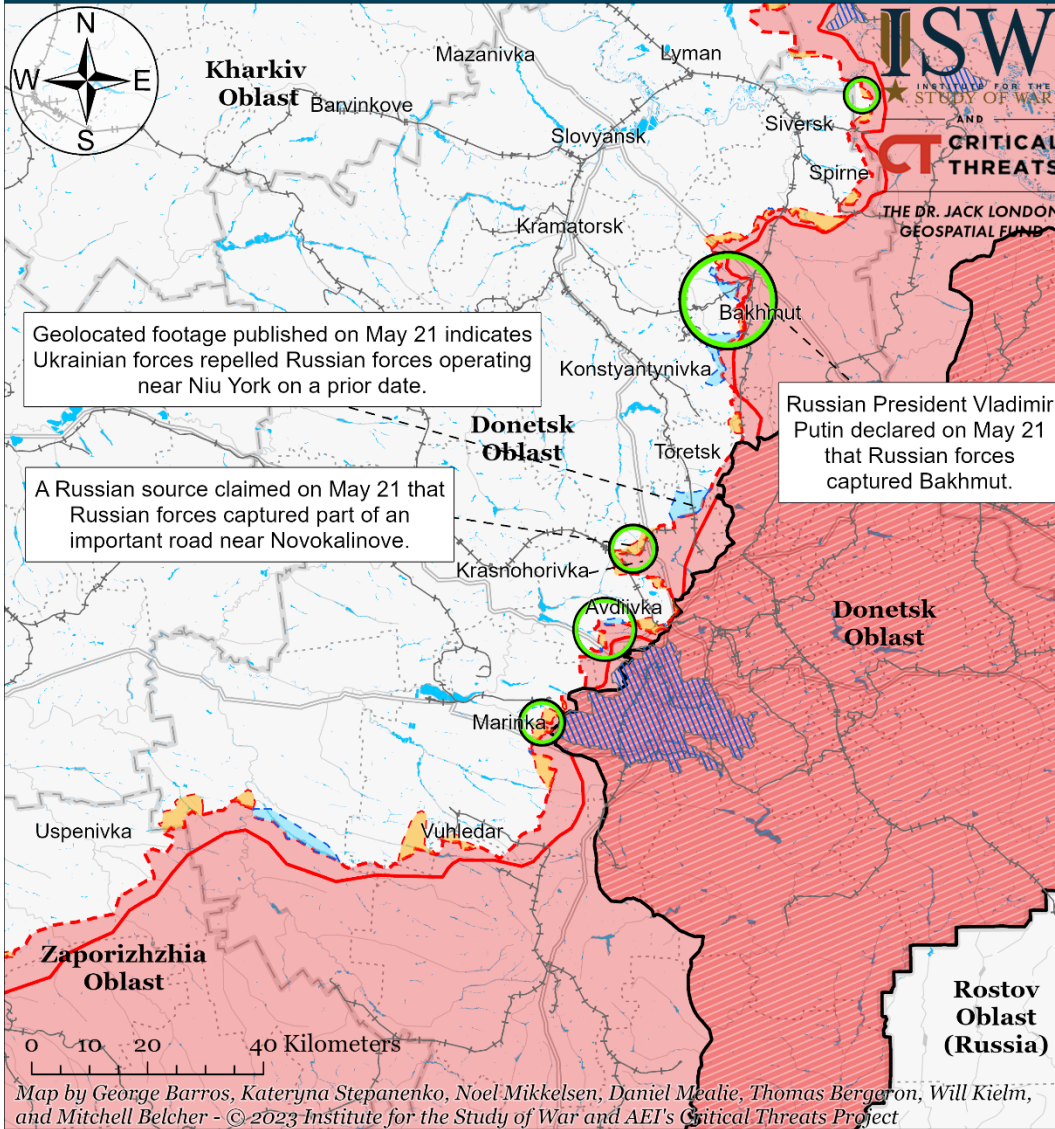 N
W
E
S
Kharkiv
Oblast
Mazanivka
Lyman
Barvinkove
Slovyansk
Siversk
Spirne
Kramatorsk
ISW
INSTITUTE FOR THE
STUDY OF WAR
AND
CT CRITICAL
THREATS
THE DR. JACK LONDON
GEOSPATIAL FUND
Bakhmut
Geolocated footage published on May 21 indicates
Ukrainian forces repelled Russian forces operating
near Niu York on a prior date.
Konstyantynivka
Russian President Vladimir
Putin declared on May 21
that Russian forces
captured Bakhmut.
Donetsk
Oblast
Toretsk
A Russian source claimed on May 21 that
Russian forces captured part of an
important road near Novokalinove.
Krasnohorivka
Avdiivka
Donetsk
Oblast
Marinka
Uspenivka
Vuhledar
Zaporizhzhia
Oblast
Rostov
Oblast
(Russia)
0 10 20 40 Kilometers
Map by George Barros, Kateryna Stepanenko, Noel Mikkelsen, Daniel Mealie, Thomas Bergeron, Will Kielm,
and Mitchell Belcher - © 2023 Institute for the Study of War and AEI's Critical Threats Project